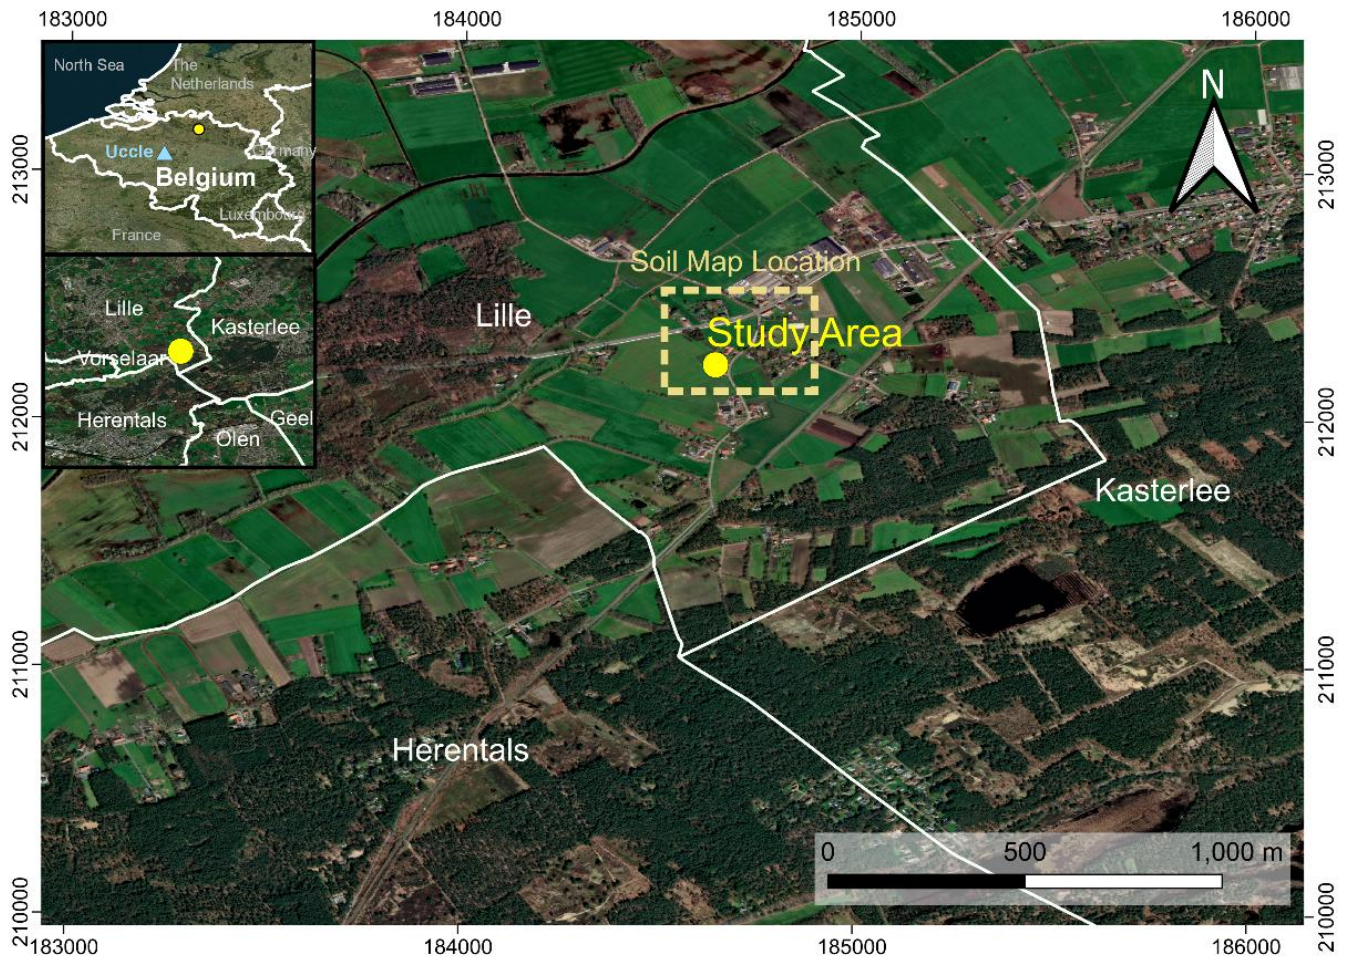 183000
184000
185000
186000
North Sea
The
Netherlands
Uccle
Germany
Belgium
Luxembourg
France
N
213000
213000
Soil Map Location
Lille
Study Area
Lille
Kasterlee
Vorselaar
Herentals
Geel
Olen
212000
212000
Kasterlee
211000
211000
Herentals
0
500
1,000 m
210000
210000
183000
184000
185000
186000